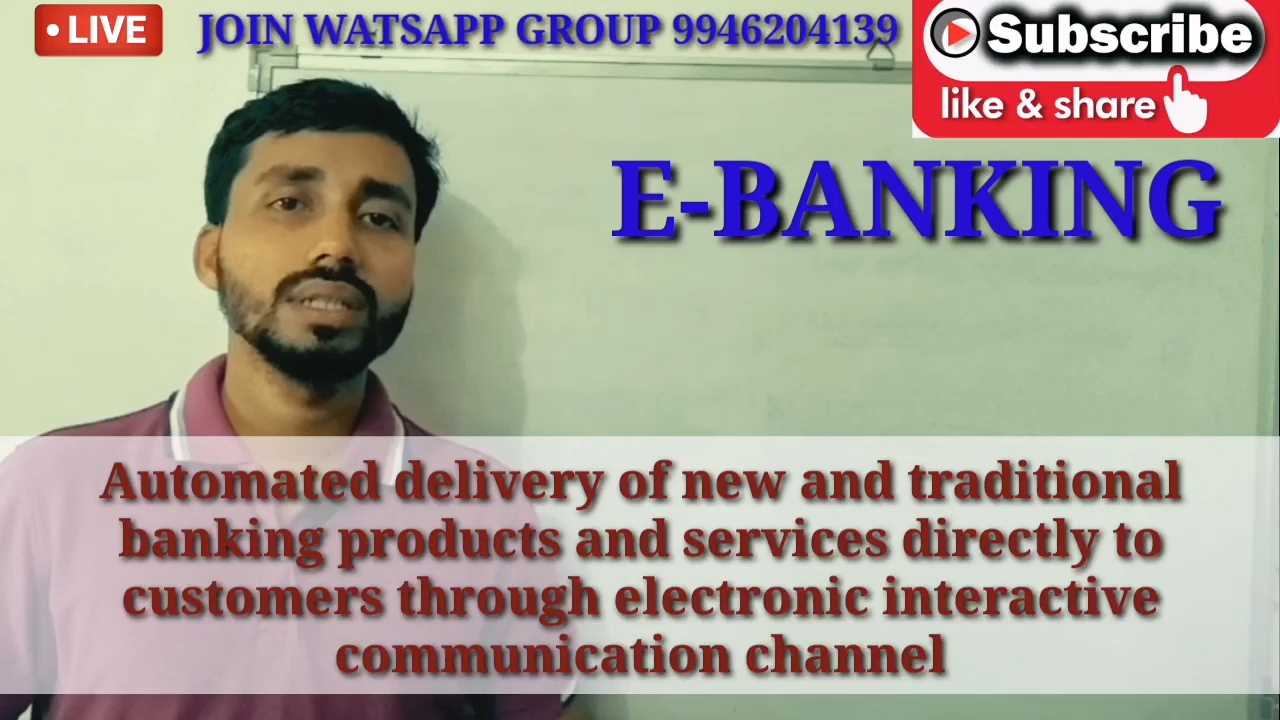 LIVE
JOIN WATSAPP GROUP 9946204139
Subscribe
like & share
E-BANKING
Automated delivery of new and traditional
banking products and services directly to
customers through electronic interactive
communication channel